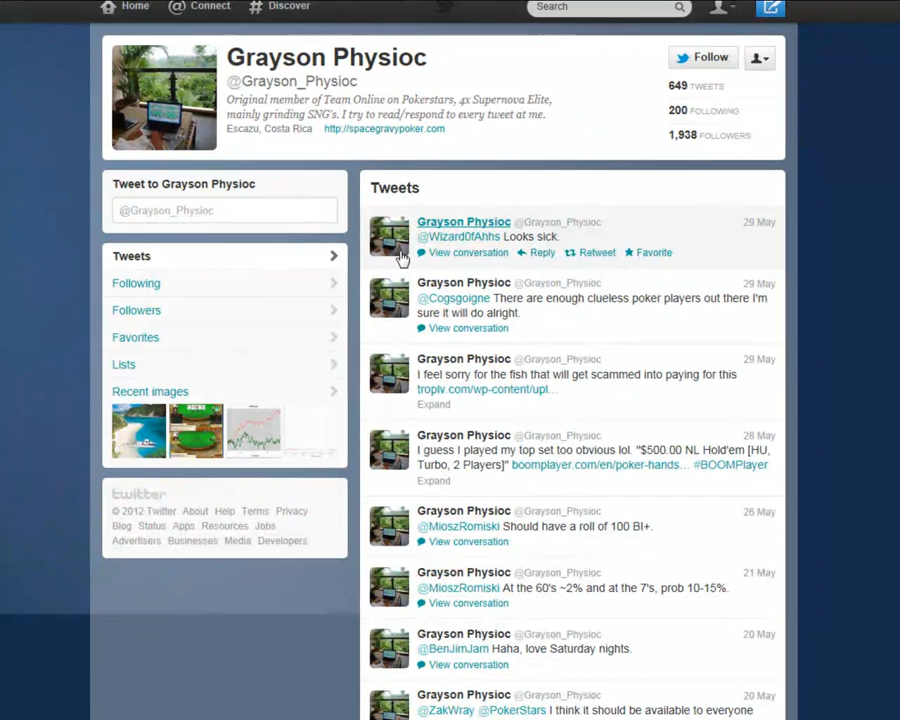 Home
Connect
Discover
Search
Grayson Physioc
@Grayson_Physioc
Original member of Team Online on Pokerstars, 4x Supernova Elite,
mainly grinding SNG's. I try to read/respond to every tweet at me.
Escazu, Costa Rica http://spacegravypoker.com
Follow
649 TWEETS
200 FOLLOWING
1,938 FOLLOWERS
Tweet to Grayson Physioc
@Grayson_Physioc
Tweets
Following
Followers
Favorites
Lists
Recent images
twitter
© 2012 Twitter About Help Terms Privacy
Blog Status Apps Resources Jobs
Advertisers Businesses Media Developers
Tweets
Grayson Physioc @Grayson_Physioc 29 May
@Wizard0fAhhs Looks sick.
View conversation Reply Retweet Favorite
Grayson Physioc @Grayson_Physioc 29 May
@Cogsgoigne There are enough clueless poker players out there I'm
sure it will do alright.
View conversation
Grayson Physioc @Grayson_Physioc 29 May
I feel sorry for the fish that will get scammed into paying for this
troplv.com/wp-content/upl...
Expand
Grayson Physioc @Grayson_Physioc 28 May
I guess I played my top set too obvious lol. "$500.00 NL Hold'em [HU,
Turbo, 2 Players]" boomplayer.com/en/poker-hands... #BOOMPlayer
Expand
Grayson Physioc @Grayson_Physioc 26 May
@MioszRomiski Should have a roll of 100 BI+.
View conversation
Grayson Physioc @Grayson_Physioc 21 May
@MioszRomiski At the 60's ~2% and at the 7's, prob 10-15%.
View conversation
Grayson Physioc @Grayson_Physioc 20 May
@BenJimJam Haha, love Saturday nights.
View conversation
Grayson Physioc @Grayson_Physioc 20 May
@ZakWray @PokerStars I think it should be available to everyone